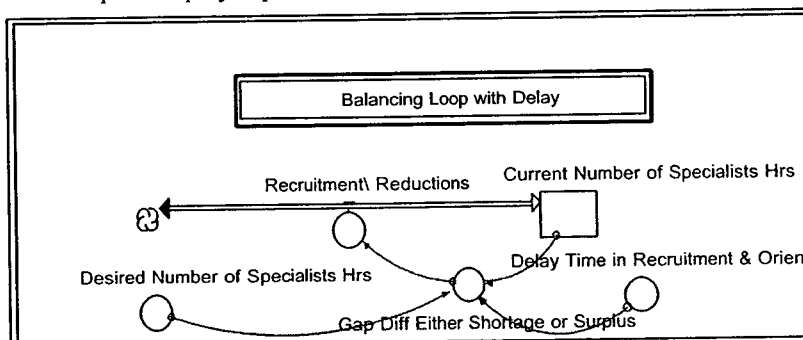 Balancing Loop with Delay
Recruitment\ Reductions
Current Number of Specialists Hrs
Desired Number of Specialists Hrs
Delay Time in Recruitment & Orien
Gap Diff Either Shortage or Surplus